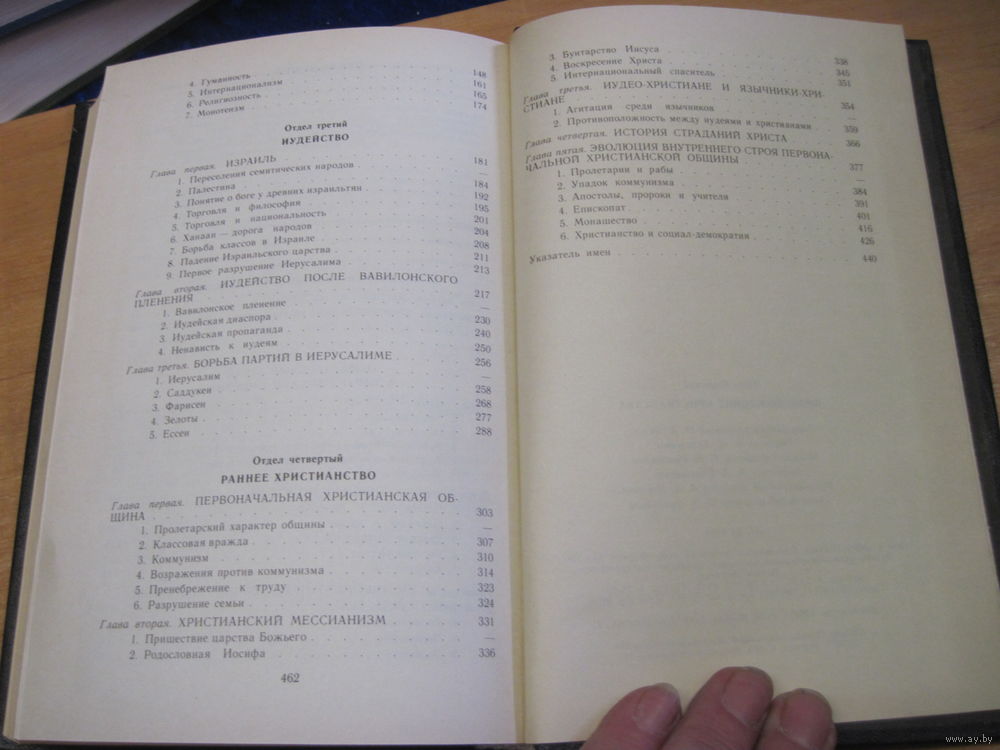 4. Гуманность 148
5. Интернационализм 161
6. Религиозность 165
7. Монотеизм 174
Отдел третий
ИУДЕЙСТВО
Глава первая. ИЗРАИЛЬ
1. Переселения семитических народов 181
2. Палестина —
3. Понятие о боге у древних израильтян 184
4. Торговля и философия 192
5. Торговля и национальность 195
6. Ханаан — дорога народов 201
7. Борьба классов в Израиле 204
8. Падение Израильского царства 208
9. Первое разрушение Иерусалима 211
213
Глава вторая. ИУДЕЙСТВО ПОСЛЕ ВАВИЛОНСКОГО
ПЛЕНЕНИЯ 217
1. Вавилонское пленение —
2. Иудейская диаспора 230
3. Иудейская пропаганда 240
4. Ненависть к иудеям 250
Глава третья. БОРЬБА ПАРТИЙ В ИЕРУСАЛИМЕ 256
1. Иерусалим —
2. Саддукеи 258
3. Фарисеи 268
4. Зелоты 277
5. Ессеи 288
Отдел четвертый
РАННЕЕ ХРИСТИАНСТВО
Глава первая. ПЕРВОНАЧАЛЬНАЯ ХРИСТИАНСКАЯ ОБ-
ЩИНА 303
1. Пролетарский характер общины —
2. Классовая вражда 307
3. Коммунизм 310
4. Возражения против коммунизма 314
5. Пренебрежение к труду 323
6. Разрушение семьи 324
Глава вторая. ХРИСТИАНСКИЙ МЕССИАНИЗМ 331
1. Пришествие царства Божьего —
2. Родословная Иосифа 336
462
3. Бунтарство Иисуса 338
4. Воскресение Христа 345
5. Интернациональный спаситель 351
Глава третья. ИУДЕО-ХРИСТИАНЕ И ЯЗЫЧНИКИ-ХРИ-
СТИАНЕ 354
1. Агитация среди язычников —
2. Противоположность между иудеями и христианами 359
Глава четвертая. ИСТОРИЯ СТРАДАНИЙ ХРИСТА 366
Глава пятая. ЭВОЛЮЦИЯ ВНУТРЕННЕГО СТРОЯ ПЕРВОНА-
ЧАЛЬНОЙ ХРИСТИАНСКОЙ ОБЩИНЫ 377
1. Пролетарии и рабы —
2. Упадок коммунизма 384
3. Апостолы, пророки и учителя 391
4. Епископат 401
5. Монашество 416
6. Христианство и социал-демократия 426
Указатель имен 440
www.ay.by